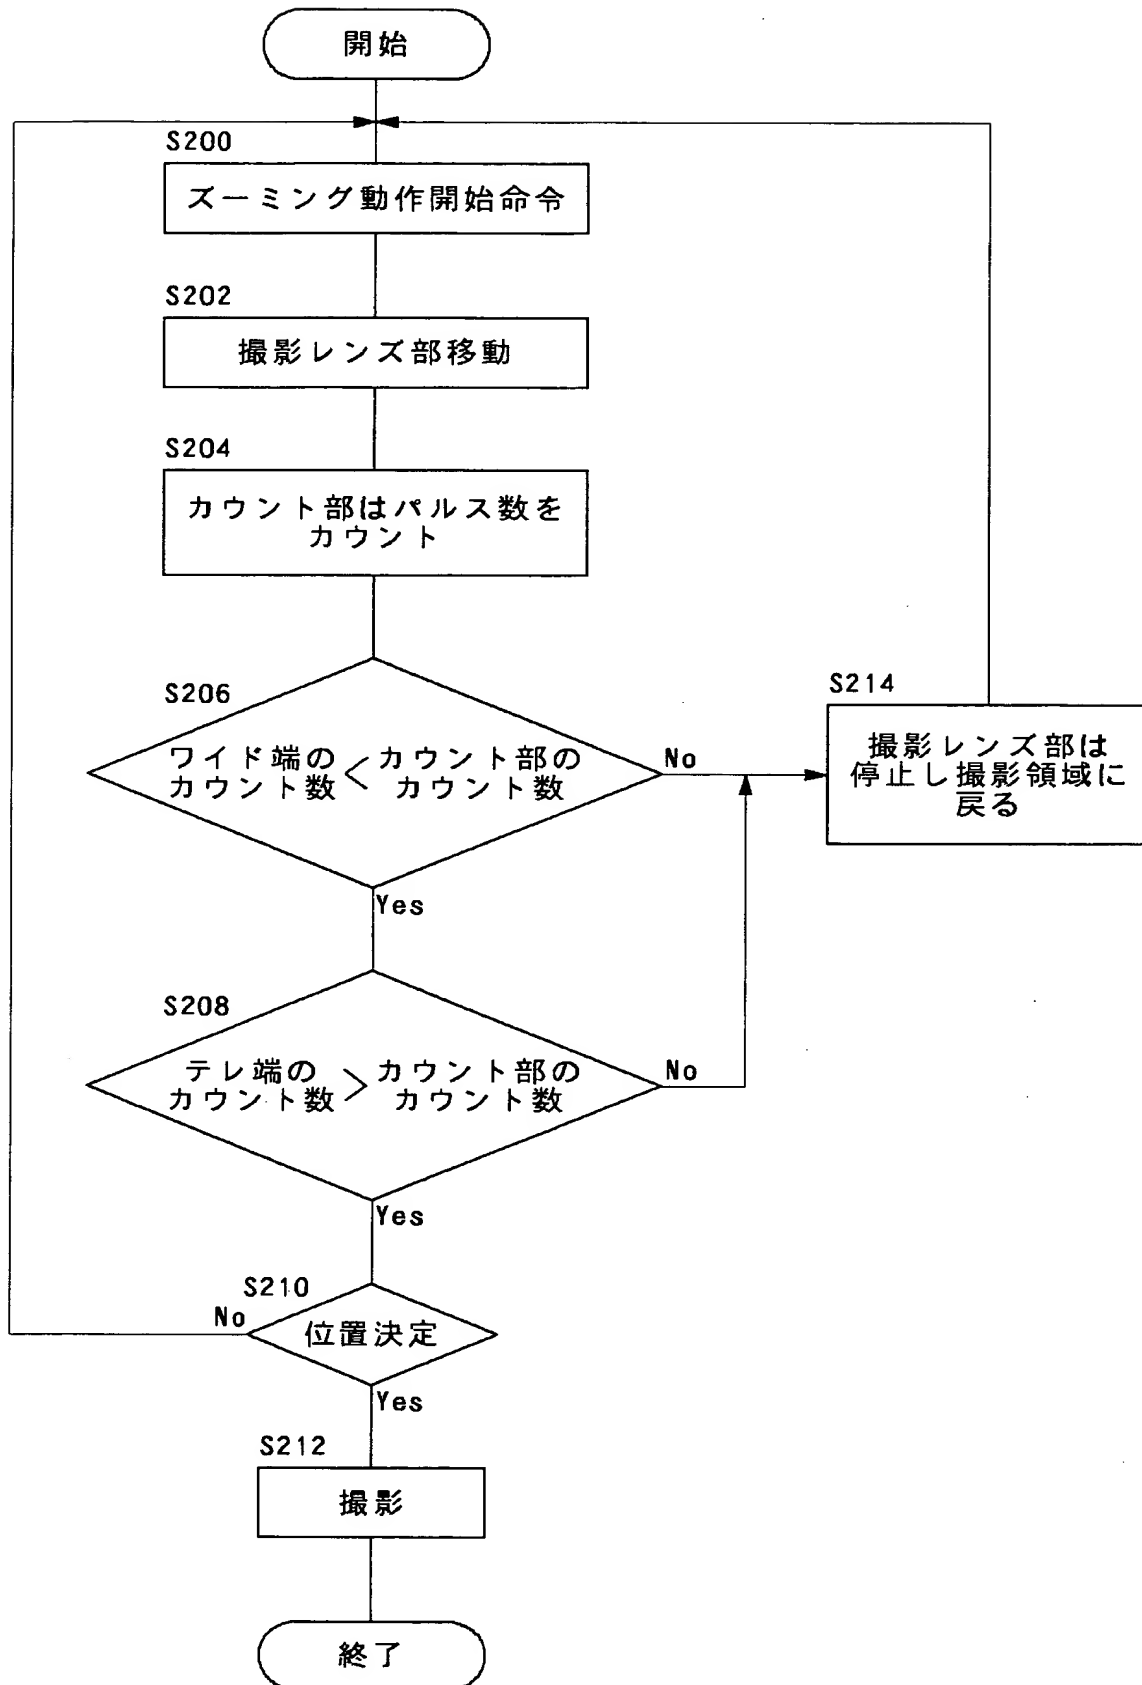 開始
S200
ズーミング動作開始命令
S202
撮影レンズ部移動
S204
カウント部はパルス数を
カウント
S206
ワイド端の
カウント数
<
カウント部の
カウント数
No
Yes
S214
撮影レンズ部は
停止し撮影領域に
戻る
S208
テレ端の
カウント数
>
カウント部の
カウント数
No
Yes
S210
位置決定
No
Yes
S212
撮影
終了